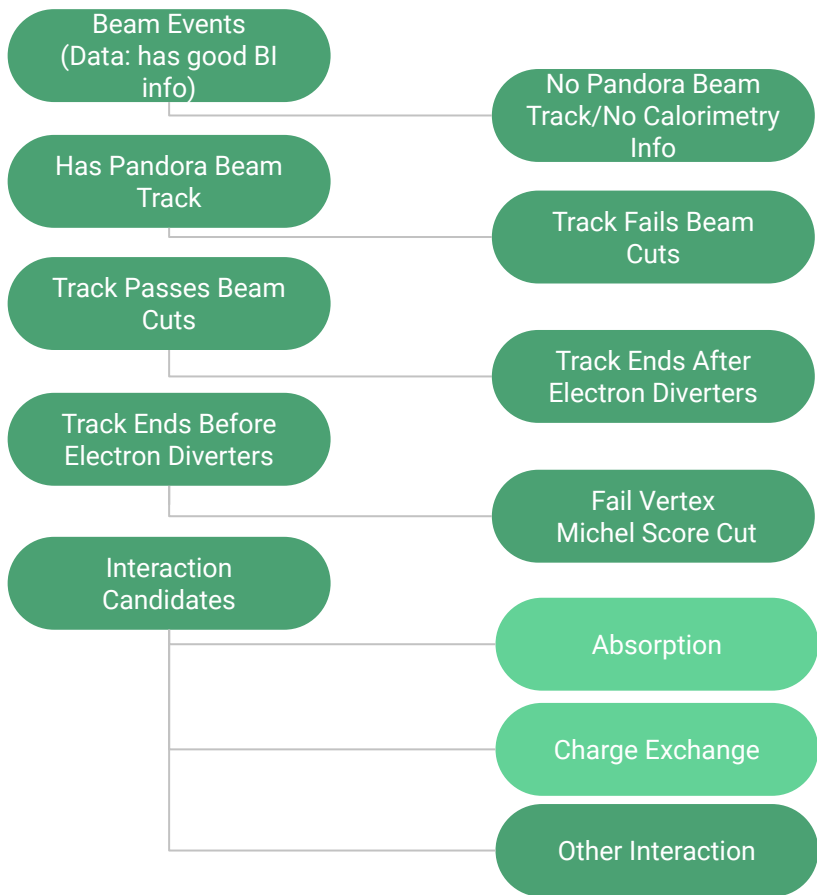 Beam Events
(Data: has good BI
info)
No Pandora Beam
Track/No Calorimetry
Info
Has Pandora Beam
Track
Track Fails Beam
Cuts
Track Passes Beam
Cuts
Track Ends After
Electron Diverters
Track Ends Before
Electron Diverters
Fail Vertex
Michel Score Cut
Interaction
Candidates
Absorption
Charge Exchange
Other Interaction